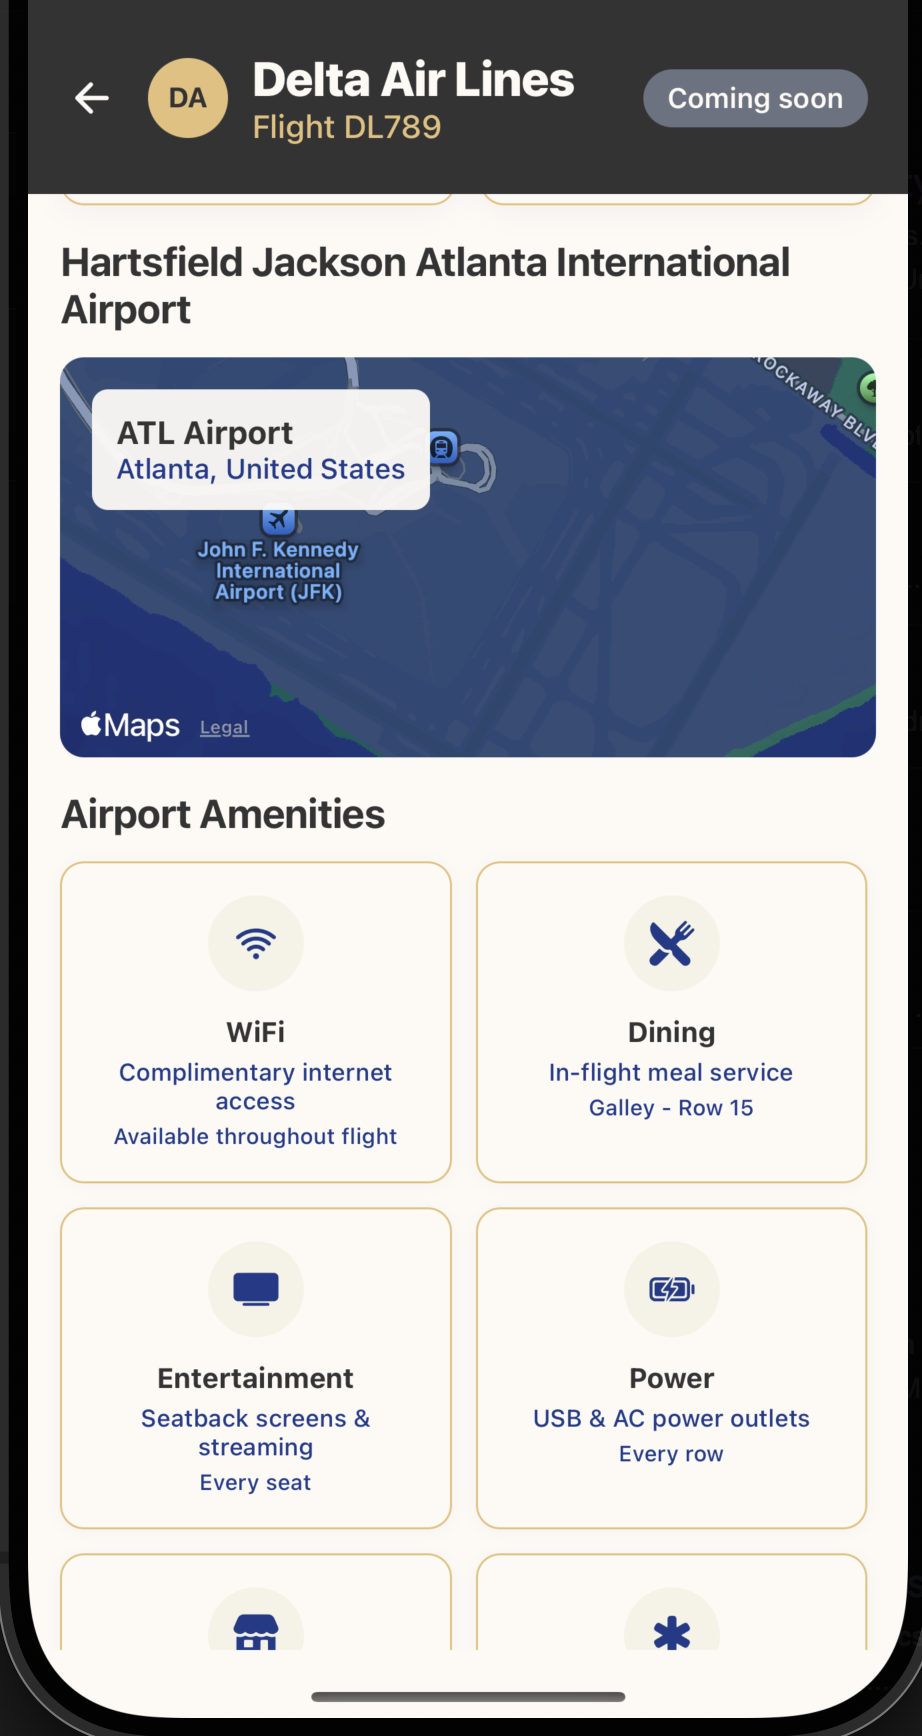 DA
Delta Air Lines
Flight DL789
Coming soon
Hartsfield Jackson Atlanta International
Airport
ATL Airport
Atlanta, United States
ROCKAWAY BLV
John F. Kennedy
International
Airport (JFK)
Maps
Legal
Airport Amenities
WiFi
Complimentary internet
access
Available throughout flight
Dining
In-flight meal service
Galley - Row 15
Entertainment
Seatback screens &
streaming
Every seat
Power
USB & AC power outlets
Every row